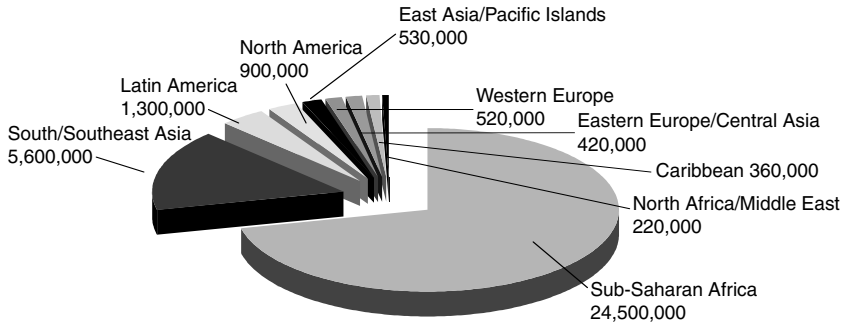 East Asia/Pacific Islands
530,000
North America
900,000
Latin America
1,300,000
South/Southeast Asia
5,600,000
Western Europe
520,000
Eastern Europe/Central Asia
420,000
Caribbean 360,000
North Africa/Middle East
220,000
Sub-Saharan Africa
24,500,000